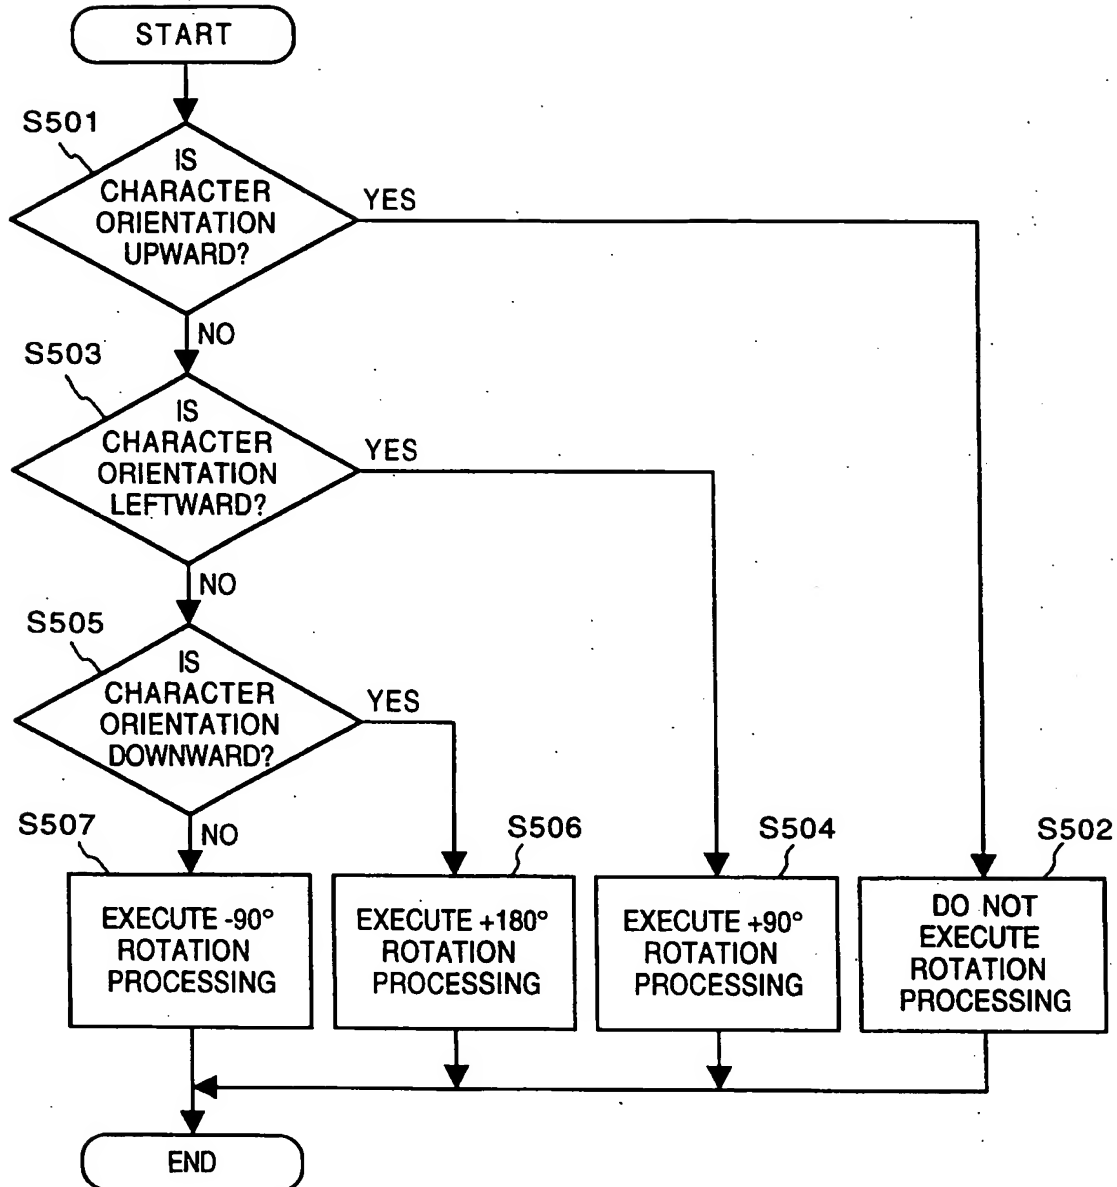 START
S501
IS
CHARACTER
ORIENTATION
UPWARD?
YES
NO
S503
IS
CHARACTER
ORIENTATION
LEFTWARD?
YES
NO
S505
IS
CHARACTER
ORIENTATION
DOWNWARD?
YES
NO
S507
EXECUTE -90°
ROTATION
PROCESSING
S506
EXECUTE +180°
ROTATION
PROCESSING
S504
EXECUTE +90°
ROTATION
PROCESSING
S502
DO NOT
EXECUTE
ROTATION
PROCESSING
END